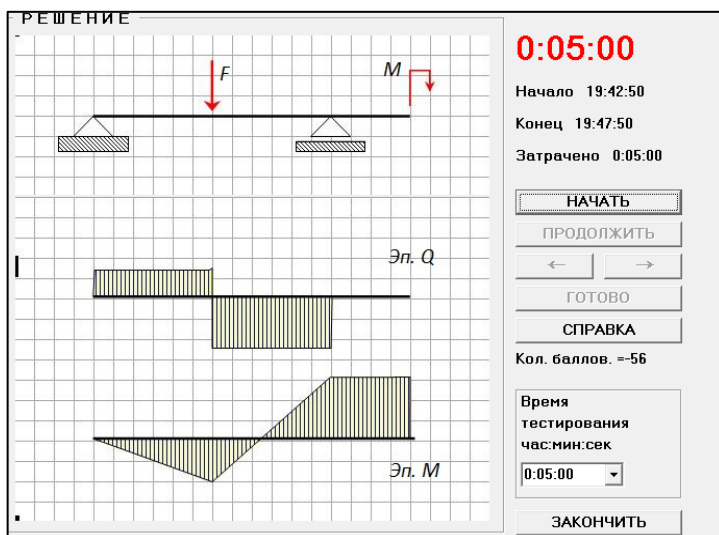 РЕШЕНИЕ
F
M
Эп. Q
Эп. M
0:05:00
Начало 19:42:50
Конец 19:47:50
Затрачено 0:05:00
НАЧАТЬ
ПРОДОЛЖИТЬ
← →
ГОТОВО
СПРАВКА
Кол. баллов. =-56
Время
тестирования
час:мин:сек
0:05:00
ЗАКОНЧИТЬ